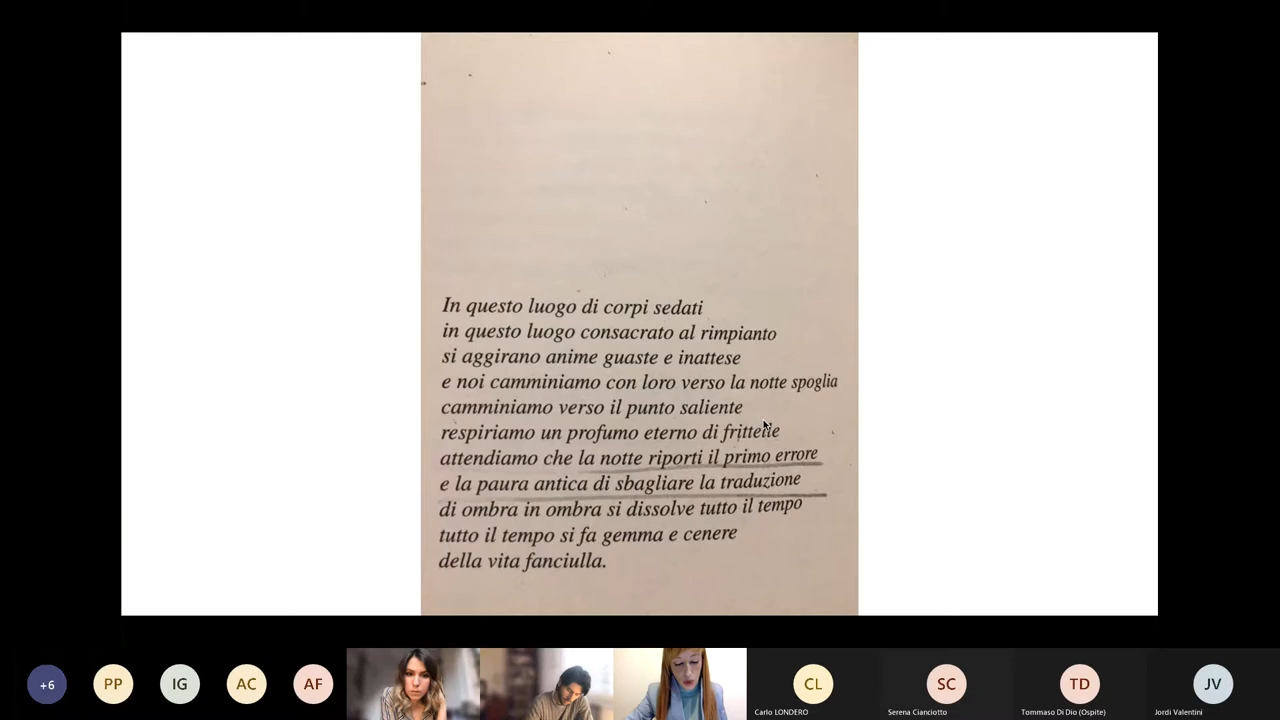 In questo luogo di corpi sedati
in questo luogo consacrato al rimpianto
si aggirano anime guaste e inattese
e noi camminiamo con loro verso la notte spoglia
camminiamo verso il punto saliente
respiriamo un profumo eterno di frittelle
attendiamo che la notte riporti il primo errore
e la paura antica di sbagliare la traduzione
di ombra in ombra si dissolve tutto il tempo
tutto il tempo si fa gemma e cenere
della vita fanciulla.
+6
PP
IG
AC
AF
CL
SC
TD
JV
Carlo LONDERO
Serena Cianciotto
Tommaso Di Dio (Ospite)
Jordi Valentini